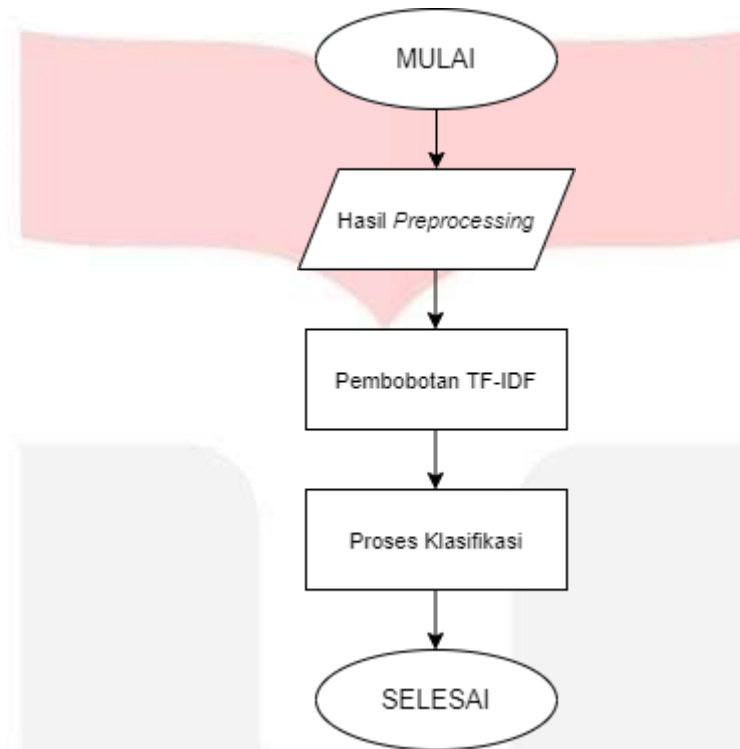 MULAI
Hasil Preprocessing
Pembobotan TF-IDF
Proses Klasifikasi
SELESAI